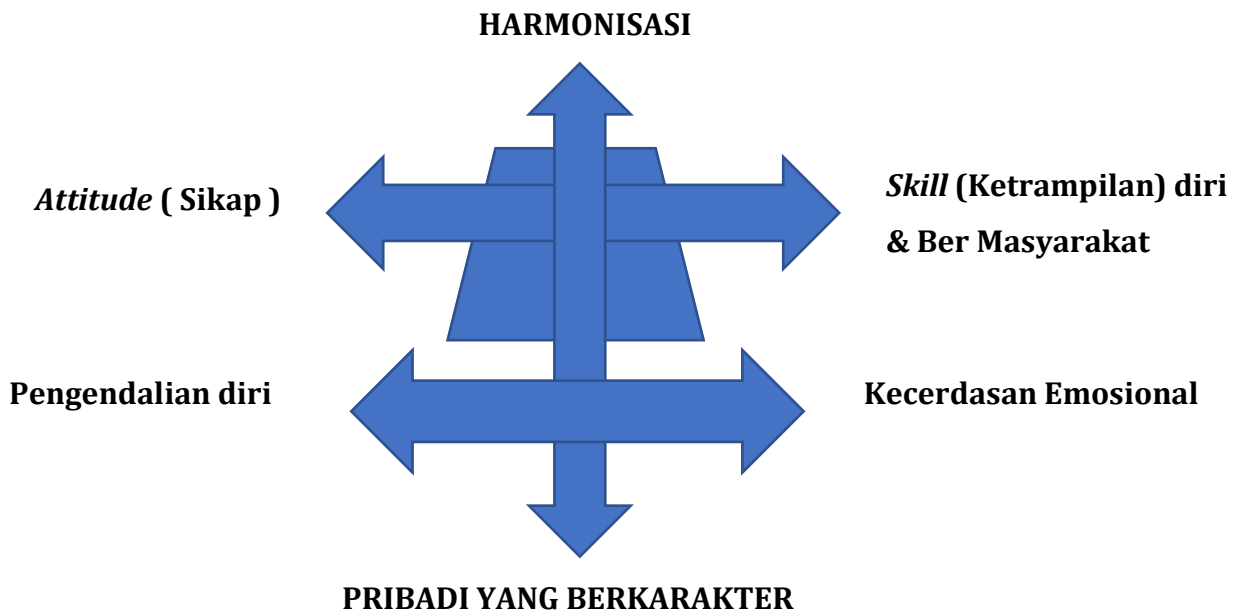 HARMONISASI
Attitude ( Sikap )
Skill (Ketrampilan) diri
& Ber Masyarakat
Pengendalian diri
Kecerdasan Emosional
PRIBADI YANG BERKARAKTER